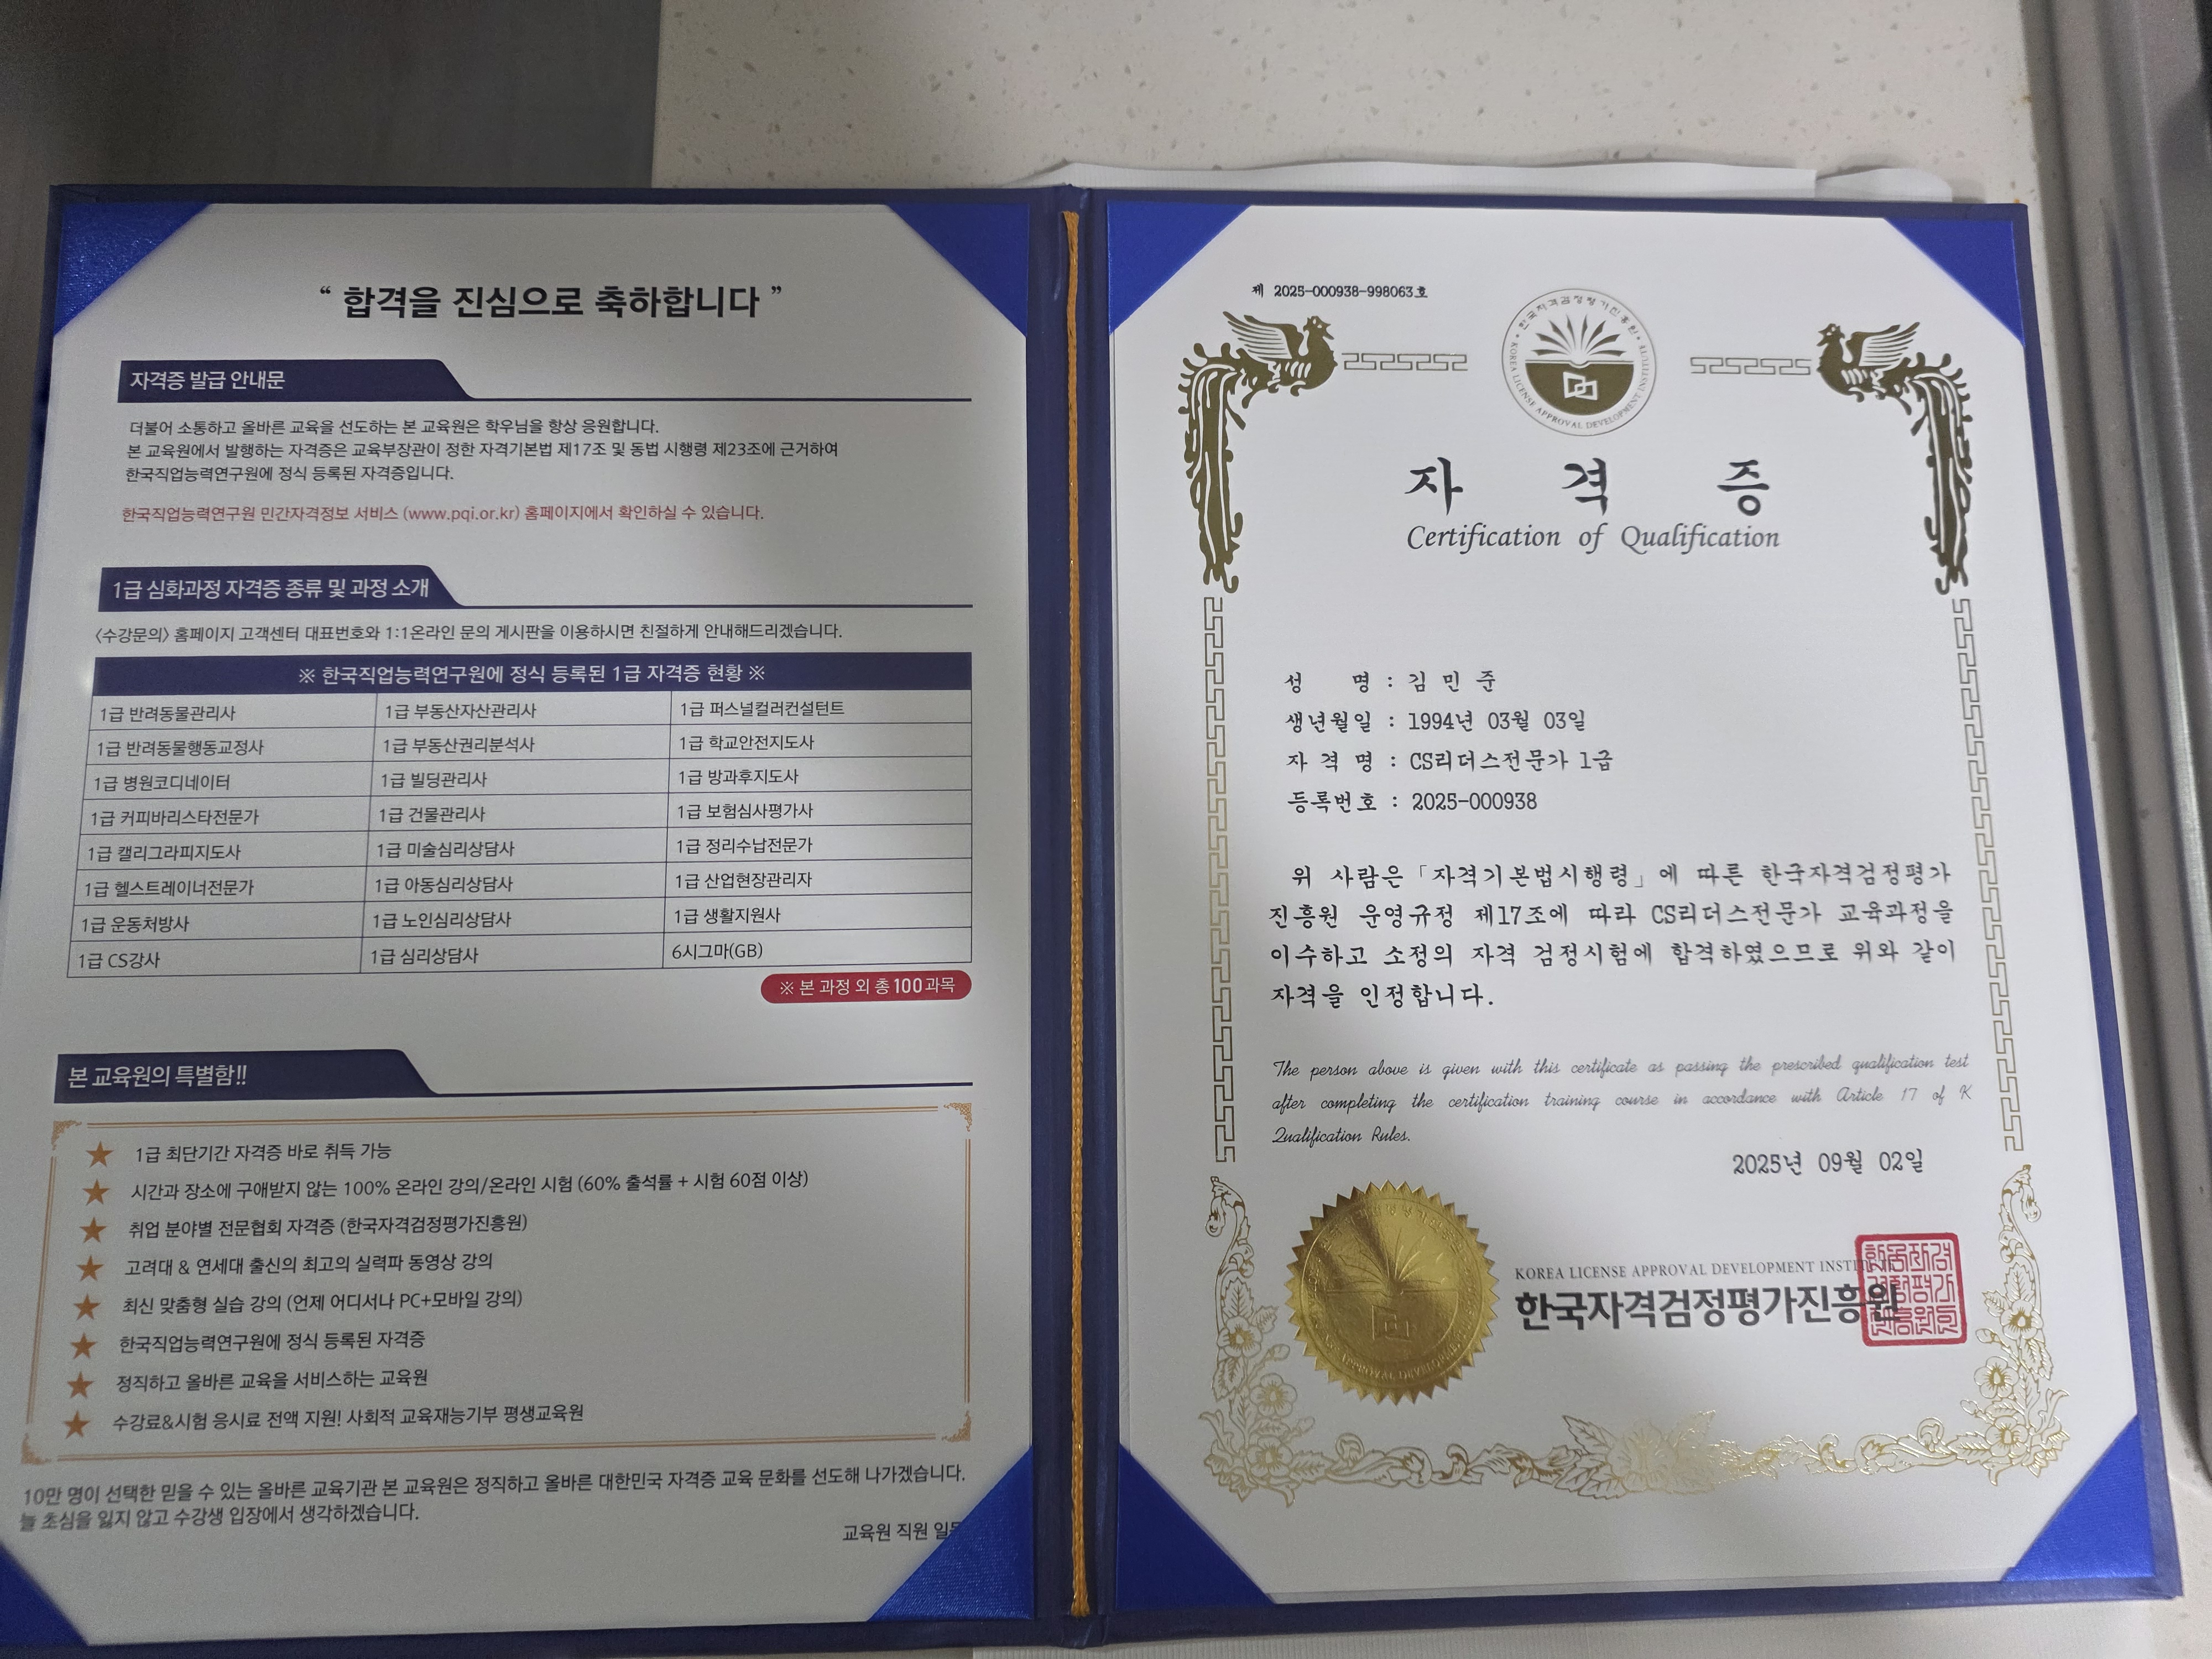 “ 합격을 진심으로 축하합니다 ”
자격증 발급 안내문
더불어 소통하고 올바른 교육을 선도하는 본 교육원은 학우님을 항상 응원합니다.
본 교육원에서 발행하는 자격증은 교육부장관이 정한 자격기본법 제17조 및 동법 시행령 제23조에 근거하여
한국직업능력연구원에 정식 등록된 자격증입니다.
한국직업능력연구원 민간자격정보 서비스 (www.pqi.or.kr) 홈페이지에서 확인하실 수 있습니다.
1급 심화과정 자격증 종류 및 과정 소개
<수강문의> 홈페이지 고객센터 대표번호와 1:1온라인 문의 게시판을 이용하시면 친절하게 안내해드리겠습니다.
※ 한국직업능력연구원에 정식 등록된 1급 자격증 현황 ※
1급 반려동물관리사 1급 부동산자산관리사 1급 퍼스널컬러컨설턴트
1급 반려동물행동교정사 1급 부동산권리분석사 1급 학교안전지도사
1급 병원코디네이터 1급 빌딩관리사 1급 방과후지도사
1급 커피바리스타전문가 1급 건물관리사 1급 보험심사평가사
1급 캘리그라피지도사 1급 미술심리상담사 1급 정리수납전문가
1급 헬스트레이너전문가 1급 아동심리상담사 1급 산업현장관리자
1급 운동처방사 1급 노인심리상담사 1급 생활지원사
1급 CS강사 1급 심리상담사 6시그마(GB)
※ 본 과정 외 총 100과목
본 교육원의 특별함!!
★ 1급 최단기간 자격증 바로 취득 가능
★ 시간과 장소에 구애받지 않는 100% 온라인 강의/온라인 시험 (60% 출석률 + 시험 60점 이상)
★ 취업 분야별 전문협회 자격증 (한국자격검정평가진흥원)
★ 고려대 & 연세대 출신의 최고의 실력파 동영상 강의
★ 최신 맞춤형 실습 강의 (언제 어디서나 PC+모바일 강의)
★ 한국직업능력연구원에 정식 등록된 자격증
★ 정직하고 올바른 교육을 서비스하는 교육원
★ 수강료&시험 응시료 전액 지원! 사회적 교육재능기부 평생교육원
10만 명이 선택한 믿을 수 있는 올바른 교육기관 본 교육원은 정직하고 올바른 대한민국 자격증 교육 문화를 선도해 나가겠습니다.
늘 초심을 잃지 않고 수강생 입장에서 생각하겠습니다.
교육원 직원
제 2025-000938-998063호
한국자격검정평가진흥원
KOREA LICENSE APPROVAL DEVELOPMENT INSTITUTE
자 격 증
Certification of Qualification
성 명 : 김 민 준
생년월일 : 1994년 03월 03일
자 격 명 : CS리더스전문가 1급
등록번호 : 2025-000938
위 사람은「자격기본법시행령」에 따른 한국자격검정평가
진흥원 운영규정 제17조에 따라 CS리더스전문가 교육과정을
이수하고 소정의 자격 검정시험에 합격하였으므로 위와 같이
자격을 인정합니다.
The person above is given with this certificate as passing the prescribed qualification test
after completing the certification training course in accordance with Article 17 of K
Qualification Rules.
2025년 09월 02일
KOREA LICENSE APPROVAL DEVELOPMENT INSTITUTE
한국자격검정평가진흥원